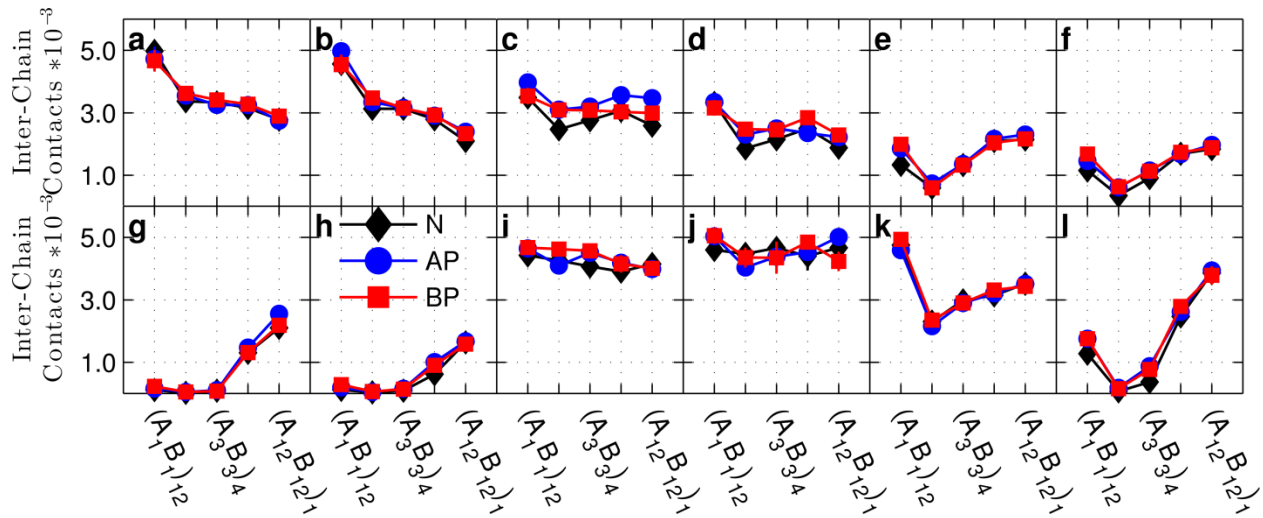 Inter-Chain
Contacts *10⁻³
5.0
3.0
1.0
a
b
c
d
e
f
Inter-Chain
Contacts *10⁻³
5.0
3.0
1.0
g
h
i
j
k
l
N
AP
BP
(A₁B₁)₁₂
(A₃B₃)₄
(A₁₂B₁₂)₁
(A₁B₁)₁₂
(A₃B₃)₄
(A₁₂B₁₂)₁
(A₁B₁)₁₂
(A₃B₃)₄
(A₁₂B₁₂)₁
(A₁B₁)₁₂
(A₃B₃)₄
(A₁₂B₁₂)₁
(A₁B₁)₁₂
(A₃B₃)₄
(A₁₂B₁₂)₁
(A₁B₁)₁₂
(A₃B₃)₄
(A₁₂B₁₂)₁